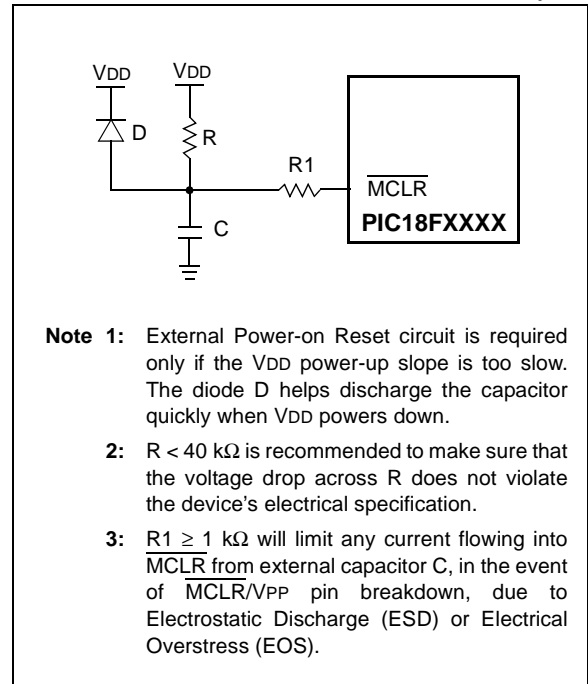 VDD VDD
D
R
R1
MCLR
PIC18FXXXX
C
Note 1: External Power-on Reset circuit is required
only if the VDD power-up slope is too slow.
The diode D helps discharge the capacitor
quickly when VDD powers down.
2: R < 40 kΩ is recommended to make sure that
the voltage drop across R does not violate
the device's electrical specification.
3: R1 ≥ 1 kΩ will limit any current flowing into
MCLR from external capacitor C, in the event
of MCLR/VPP pin breakdown, due to
Electrostatic Discharge (ESD) or Electrical
Overstress (EOS).